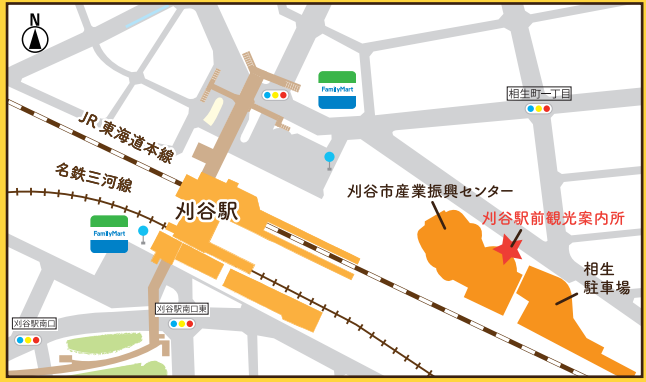 N
FamilyMart
相生町一丁目
JR 東海道本線
名鉄三河線
刈谷市産業振興センター
刈谷駅
刈谷駅前観光案内所
FamilyMart
相生
駐車場
刈谷駅南口東
刈谷駅南口